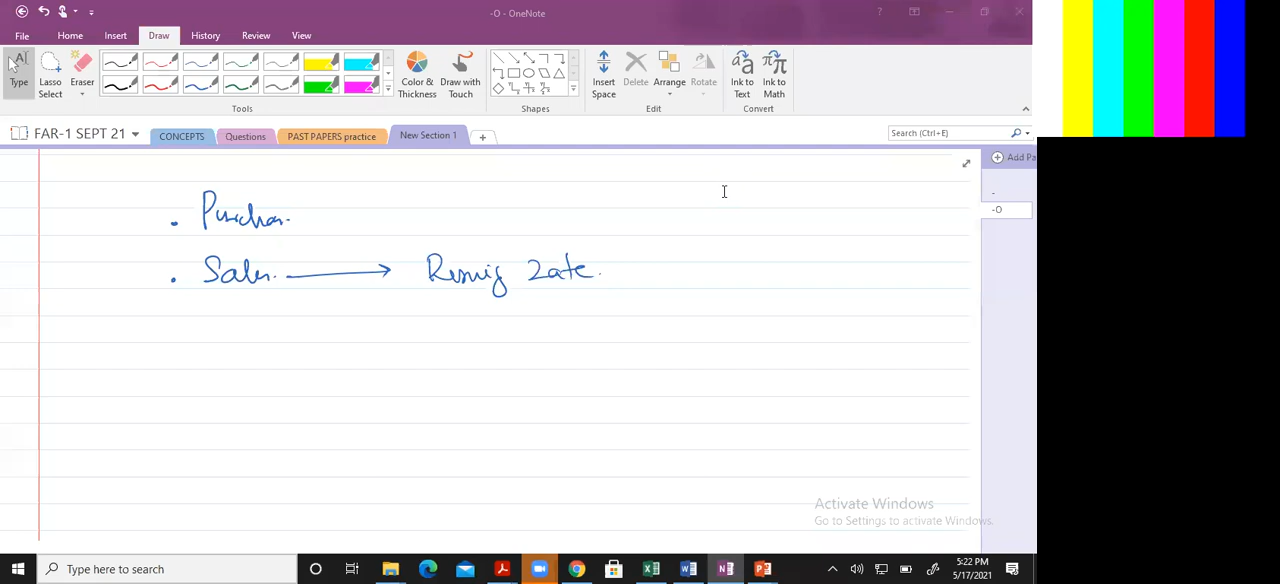 -O - OneNote
?
File Home Insert Draw History Review View
Type
Lasso Select
Eraser
Color & Thickness
Draw with Touch
Insert Space
Delete
Arrange
Rotate
Ink to Text
Ink to Math
Tools Shapes Edit Convert
FAR-1 SEPT 21 CONCEPTS Questions PAST PAPERS practice New Section 1
Search (Ctrl+E)
Add Pa
-
-O
. Purchas.
. Sales. →
Activate Windows
Go to Settings to activate Windows.
Type here to search
5:22 PM
5/17/2021